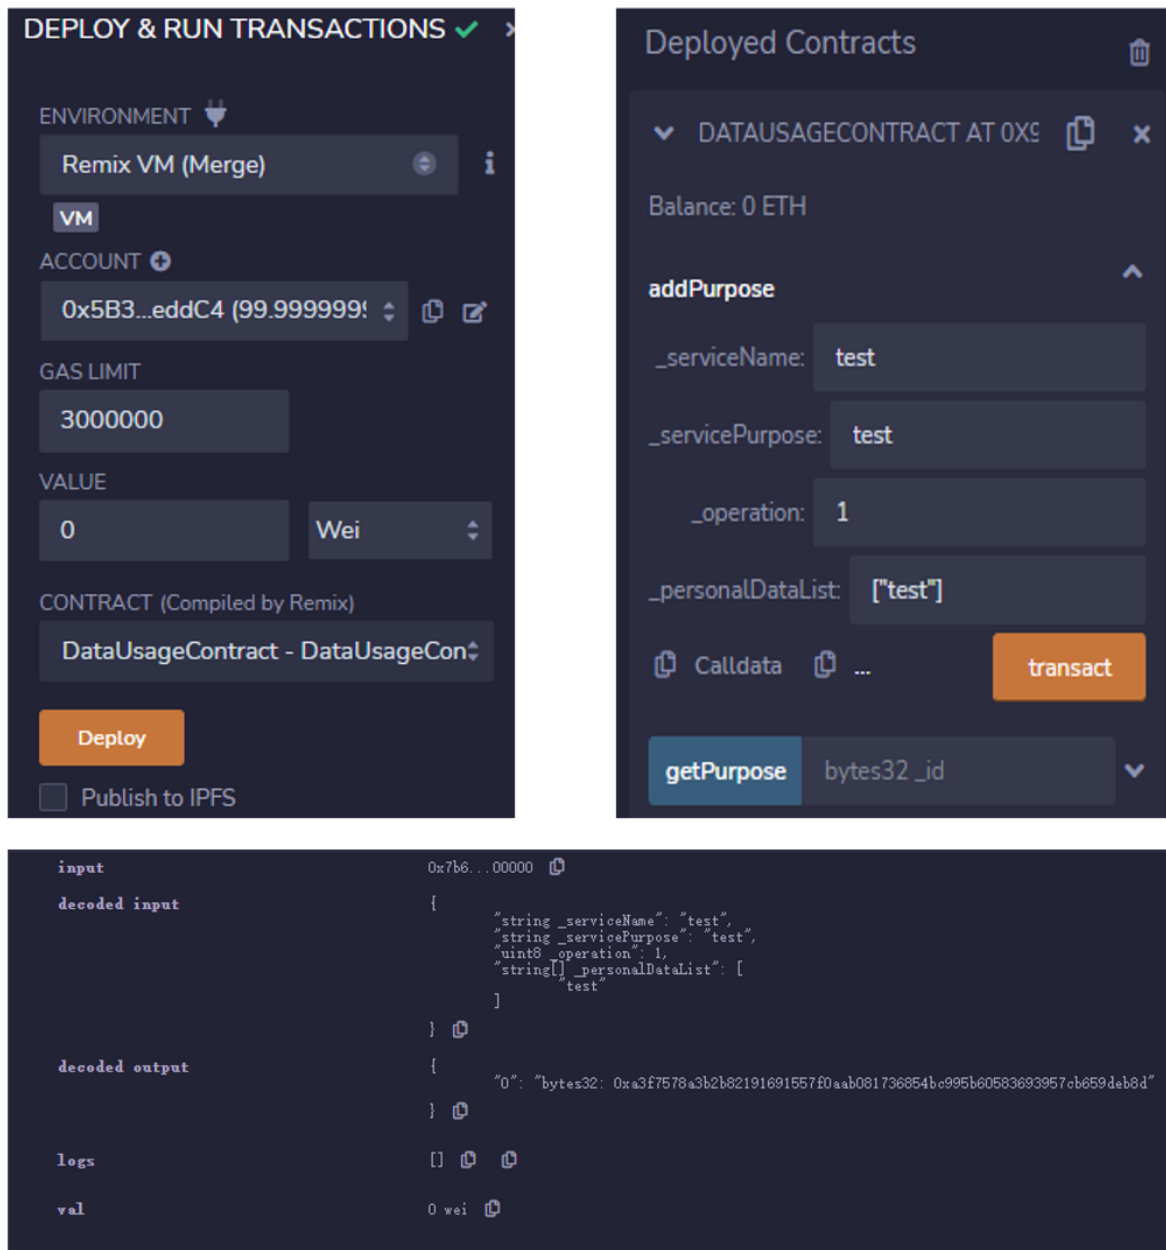 DEPLOY & RUN TRANSACTIONS
ENVIRONMENT
Remix VM (Merge)
VM
ACCOUNT
0x5B3...eddC4 (99.9999999
GAS LIMIT
3000000
VALUE
0 Wei
CONTRACT (Compiled by Remix)
DataUsageContract - DataUsageCon
Deploy
Publish to IPFS
Deployed Contracts
DATAUSAGECONTRACT AT 0X9
Balance: 0 ETH
addPurpose
_serviceName: test
_servicePurpose: test
_operation: 1
_personalDataList: ["test"]
Calldata ...
transact
getPurpose bytes32 _id
input 0x7b6...00000
decoded input {
"string _serviceName": "test",
"string _servicePurpose": "test",
"uint8 _operation": 1,
"string[] _personalDataList": [
"test"
]
}
decoded output {
"0": "bytes32: 0xa3f7578a3b2b82191691557f0aab081736854bc995b60583693957cb659deb8d"
}
logs []
val 0 wei